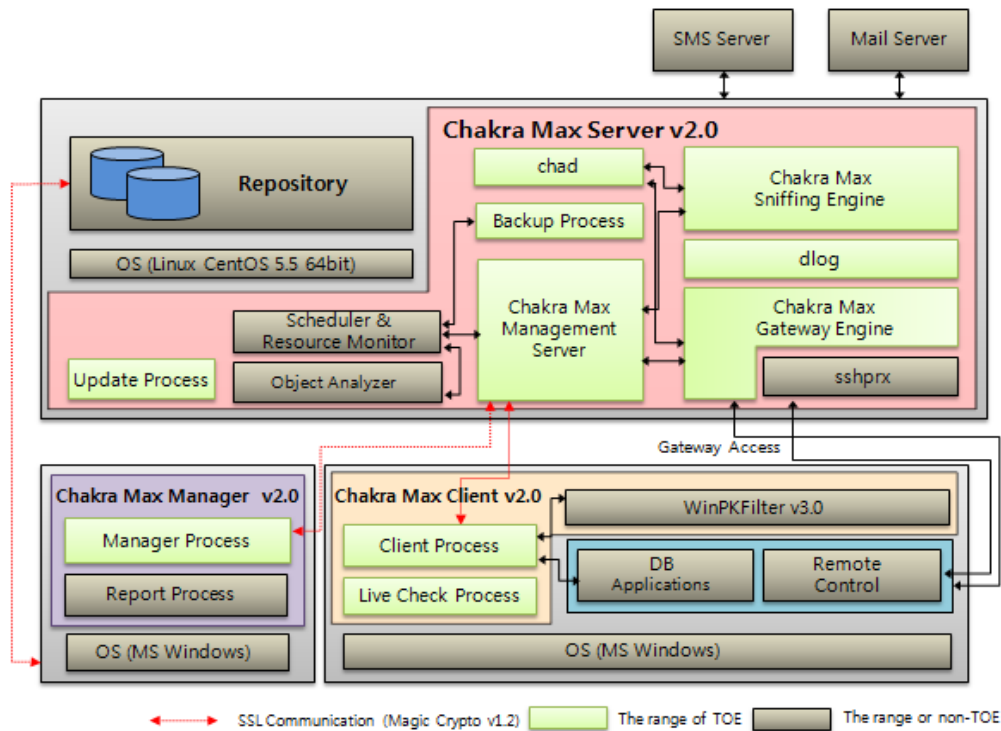 SMS Server
Mail Server
Chakra Max Server v2.0
Repository
OS (Linux CentOS 5.5 64bit)
chad
Backup Process
Chakra Max
Sniffing Engine
dlog
Chakra Max
Management
Server
Chakra Max
Gateway Engine
sshprx
Scheduler &
Resource Monitor
Object Analyzer
Update Process
Gateway Access
Chakra Max Manager v2.0
Manager Process
Report Process
OS (MS Windows)
Chakra Max Client v2.0
WinPKFilter v3.0
Client Process
Live Check Process
DB
Applications
Remote
Control
OS (MS Windows)
SSL Communication (Magic Crypto v1.2)
The range of TOE
The range or non-TOE